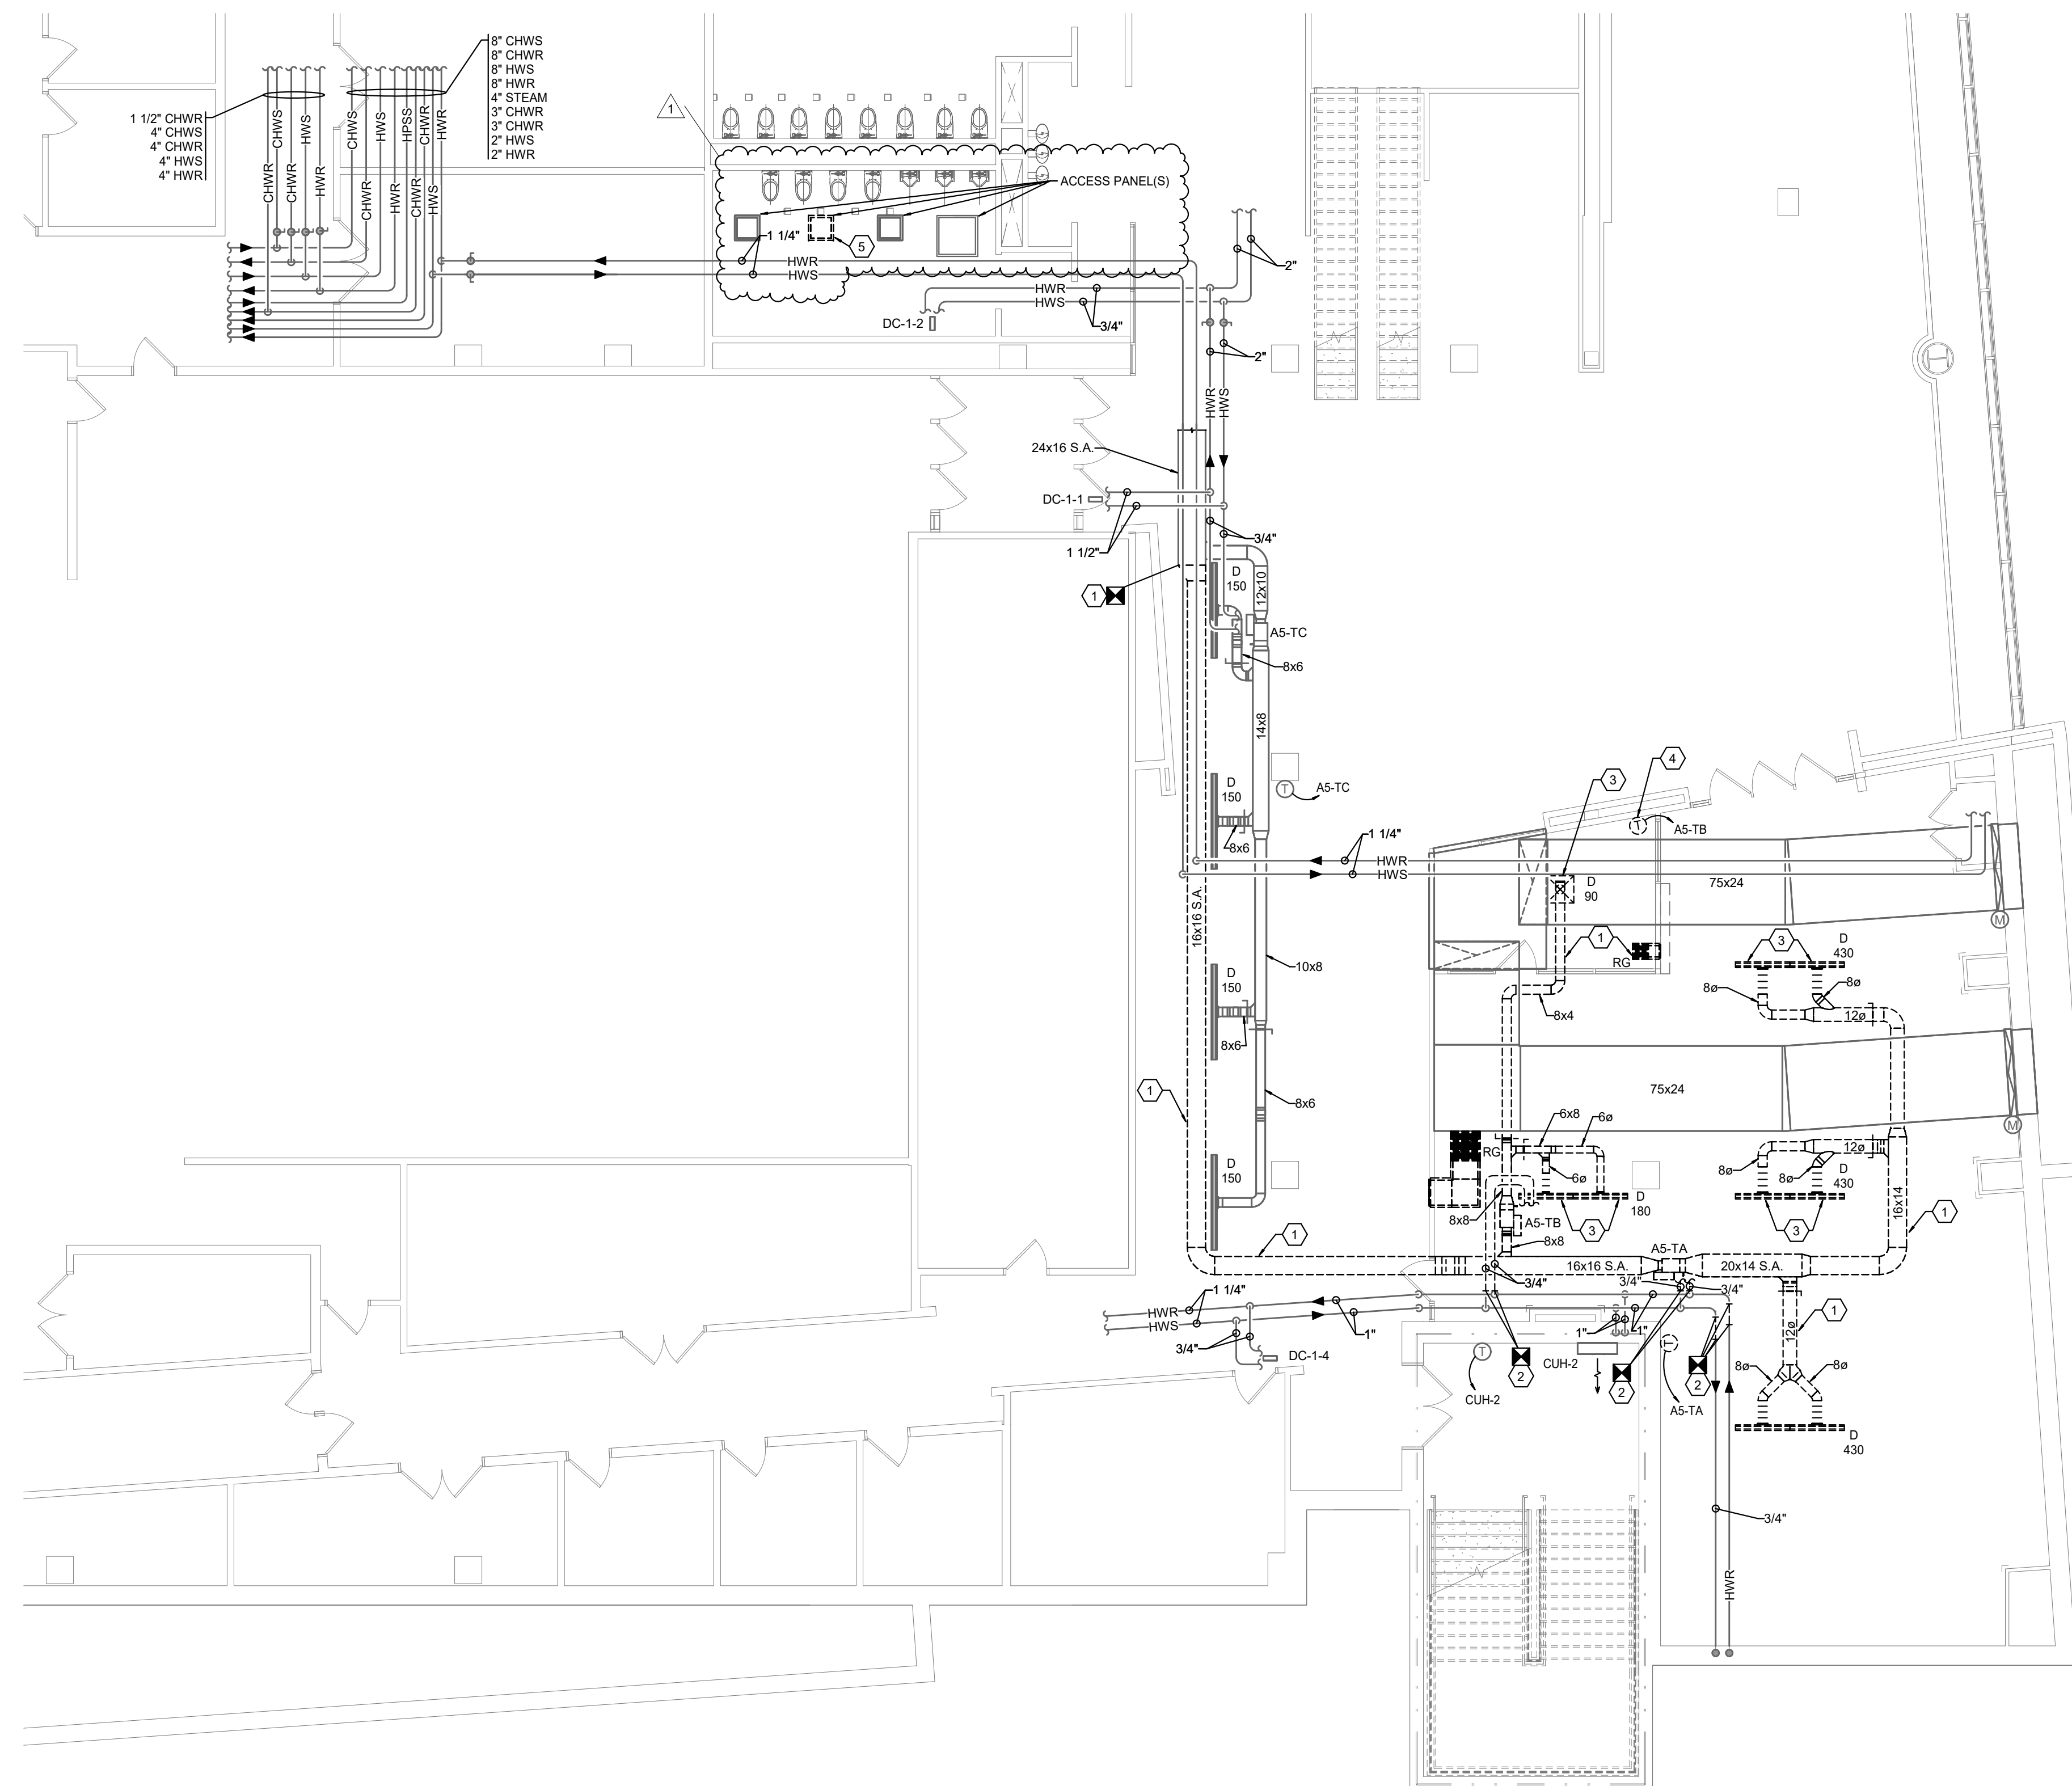 8" CHWS
8" CHWR
8" HWS
8" HWR
4" STEAM
3" CHWR
3" CHWR
2" HWS
2" HWR
1 1/2" CHWR
4" CHWS
4" CHWR
4" HWS
4" HWR
CHWR
CHWS
CHWR
HWS
HWR
CHWS
CHWR
HWS
HWR
HPSS
CHWR
CHWR
HWS
HWR
1
ACCESS PANEL(S)
1 1/4"
5
HWR
HWS
2"
HWR
HWS
3/4"
DC-1-2
2"
HWR
HWS
24x16 S.A.
DC-1-1
1 1/2"
3/4"
D
150
12x10
1
A5-TC
8x6
14x8
D
150
T
A5-TC
8x6
4
3
T
A5-TB
1 1/4"
HWR
HWS
D
90
75x24
M
16x16 S.A.
1
RG
3
D
430
D
150
10x8
8ø
8ø
12ø
8x4
8x6
75x24
M
1
8x6
6x8
6ø
RG
6ø
12ø
8ø
8ø
D
430
D
150
D
180
16x14
1
8x8
A5-TB
3
3
8x8
1
A5-TA
16x16 S.A.
20x14 S.A.
3/4"
3/4"
3/4"
1 1/4"
HWR
HWS
1"
1"
1"
3/4"
DC-1-4
T
CUH-2
2
CUH-2
2
T
A5-TA
2
12ø
1
8ø
8ø
D
430
3/4"
HWR